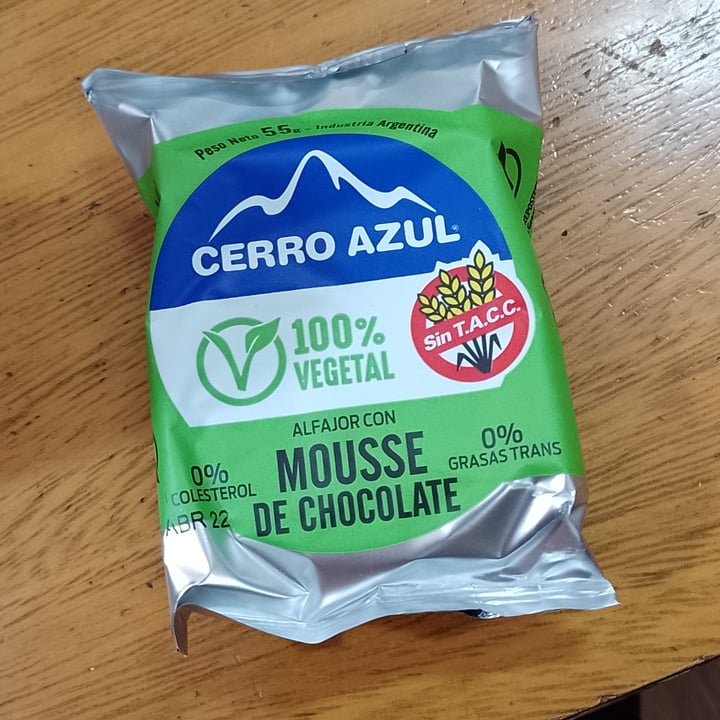 Peso Neto 55g - Industria Argentina
CERRO AZUL®
100%
VEGETAL
Sin T.A.C.C.
ALFAJOR CON
MOUSSE
DE CHOCOLATE
0%
COLESTEROL
0%
GRASAS TRANS
ABR 22